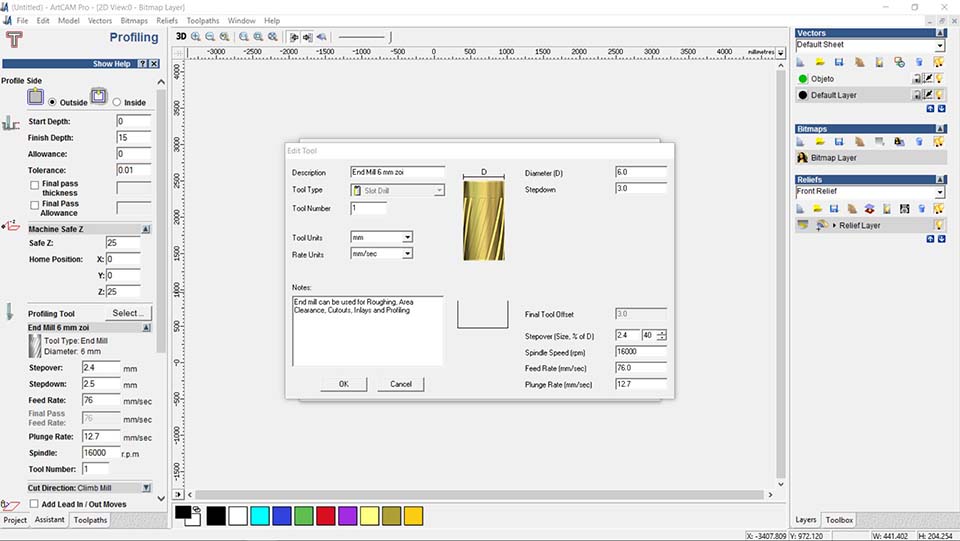 (Untitled) - ArtCAM Pro - [2D View:0 - Bitmap Layer]
File Edit Model Vectors Bitmaps Reliefs Toolpaths Window Help
Profiling
Show Help ? X
Profile Side
Outside Inside
Start Depth: 0
Finish Depth: 15
Allowance: 0
Tolerance: 0.01
Final pass thickness
Final Pass Allowance
Machine Safe Z
Safe Z: 25
Home Position: X: 0
Y: 0
Z: 25
Profiling Tool Select ...
End Mill 6 mm zoi
Tool Type: End Mill
Diameter: 6 mm
Stepover: 2.4 mm
Stepdown: 2.5 mm
Feed Rate: 76 mm/sec
Final Pass Feed Rate: 76 mm/sec
Plunge Rate: 12.7 mm/sec
Spindle: 16000 r.p.m
Tool Number: 1
Cut Direction: Climb Mill
Add Lead In / Out Moves
Project Assistant Toolpaths
3D
-3000 -2500 -2000 -1500 -1000 -500 0 500 1000 1500 2000 2500 3000 3500 4000 millimetres
4000
3500
3000
2500
2000
1500
1000
500
0
-500
-1000
-1500
Edit Tool
Description End Mill 6 mm zoi
Tool Type Slot Drill
Tool Number 1
Tool Units mm
Rate Units mm/sec
D
Diameter (D) 6.0
Stepdown 3.0
Notes:
End mill can be used for Roughing, Area
Clearance, Cutouts, Inlays and Profiling
Final Tool Offset 3.0
Stepover (Size, % of D) 2.4 40
Spindle Speed (rpm) 16000
Feed Rate (mm/sec) 76.0
Plunge Rate (mm/sec) 12.7
OK Cancel
Vectors
Default Sheet
Objeto
Default Layer
Bitmaps
Bitmap Layer
Reliefs
Front Relief
Relief Layer
Layers Toolbox
X: -3407.809 Y: 972.120 W: 441.402 H: 204.254